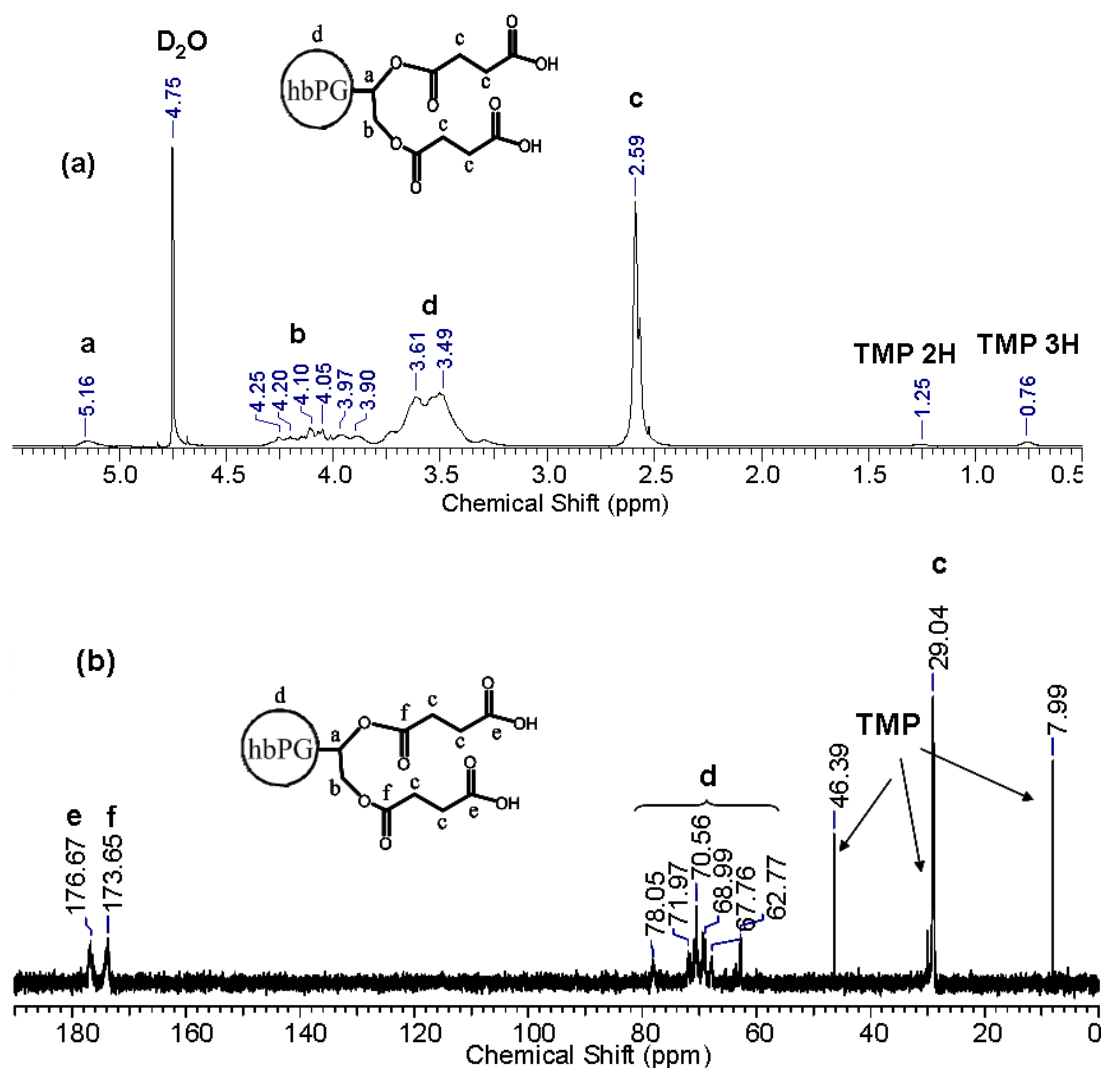 (a)
D2O
4.75
d
hbPG
a
b
O
O
c
c
O
OH
O
O
c
c
O
OH
c
2.59
a
5.16
b
4.25
4.20
4.10
4.05
3.97
3.90
d
3.61
3.49
TMP 2H
1.25
TMP 3H
0.76
5.0 4.5 4.0 3.5 3.0 2.5 2.0 1.5 1.0 0.5
Chemical Shift (ppm)
(b)
d
hbPG
a
b
O
f
O
c
c
O
e
OH
O
f
O
c
c
O
e
OH
e
176.67
f
173.65
d
78.05
71.97
70.56
68.99
67.76
62.77
TMP
46.39
c
29.04
7.99
180 160 140 120 100 80 60 40 20 0
Chemical Shift (ppm)